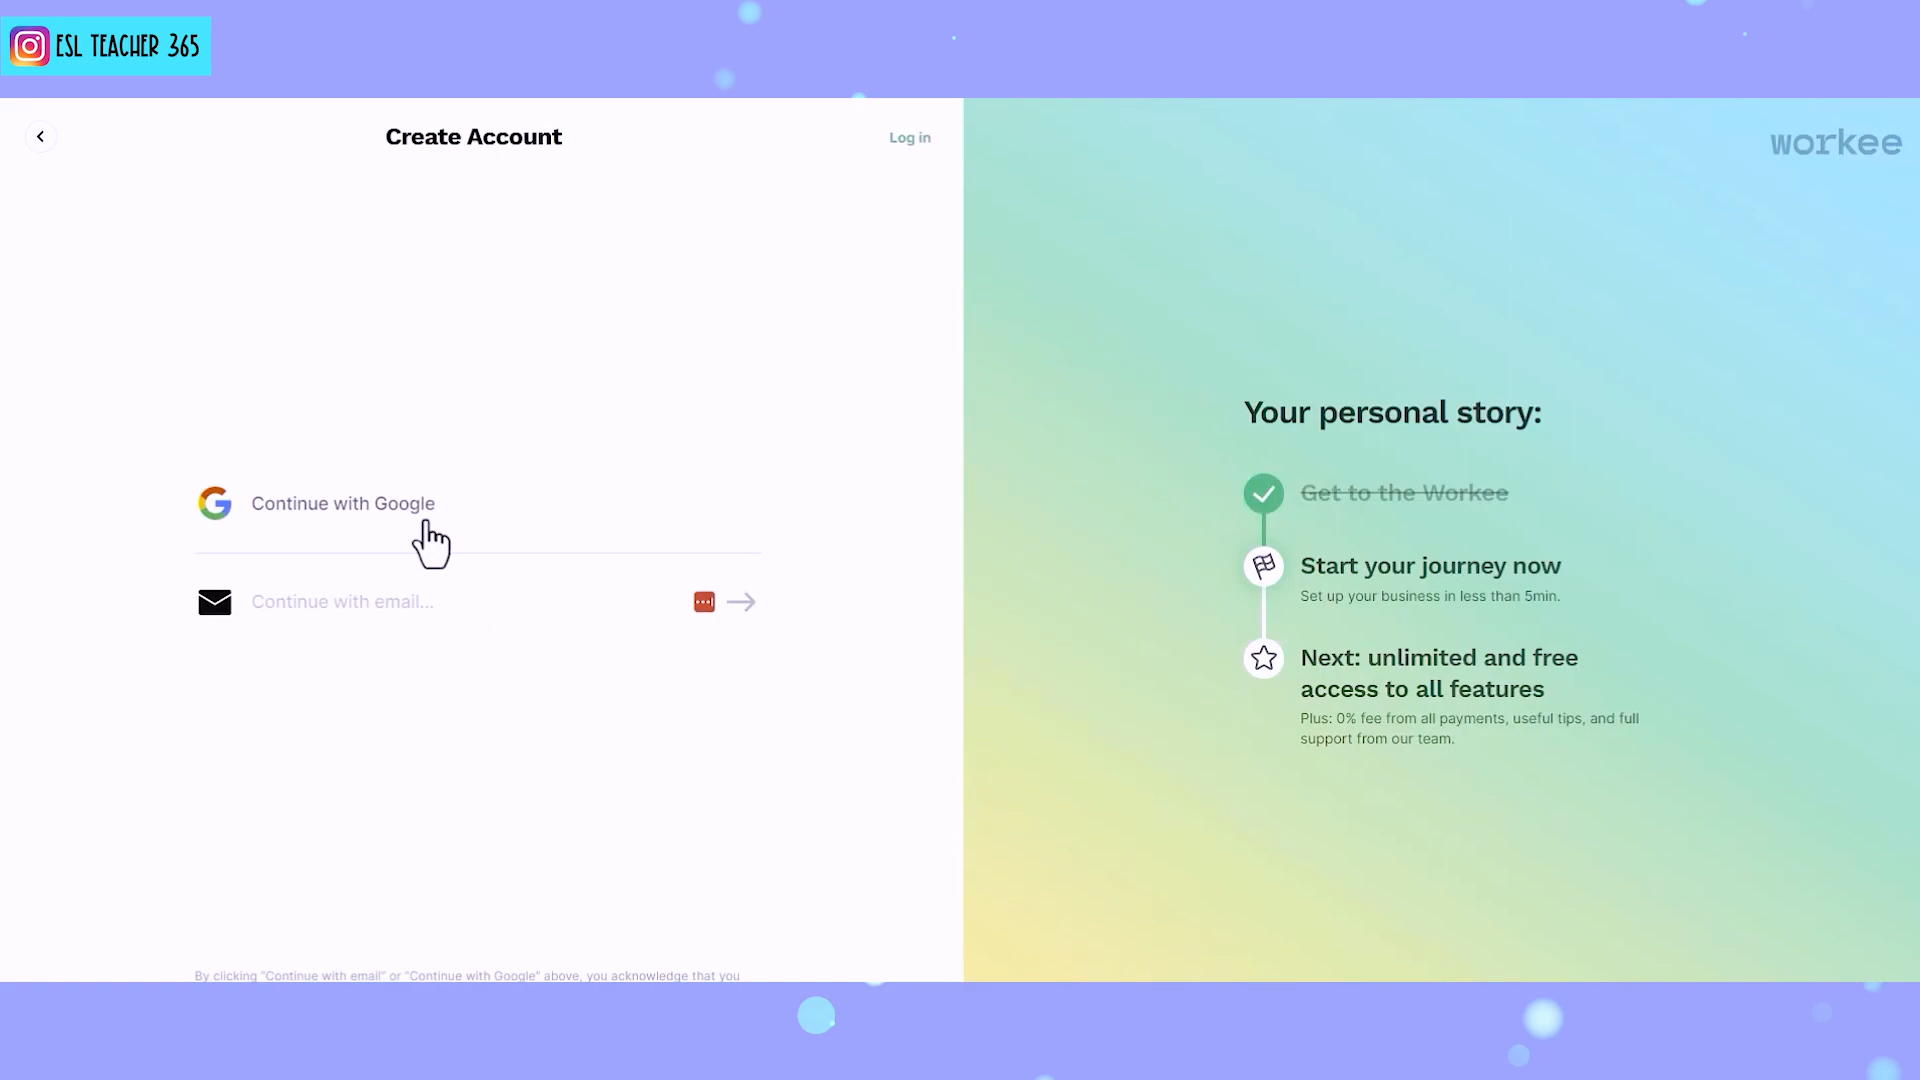 ESL TEACHER 365
Create Account
Log in
Continue with Google
Continue with email...
By clicking "Continue with email" or "Continue with Google" above, you acknowledge that you
workee
Your personal story:
Get to the Workee
Start your journey now
Set up your business in less than 5min.
Next: unlimited and free
access to all features
Plus: 0% fee from all payments, useful tips, and full
support from our team.